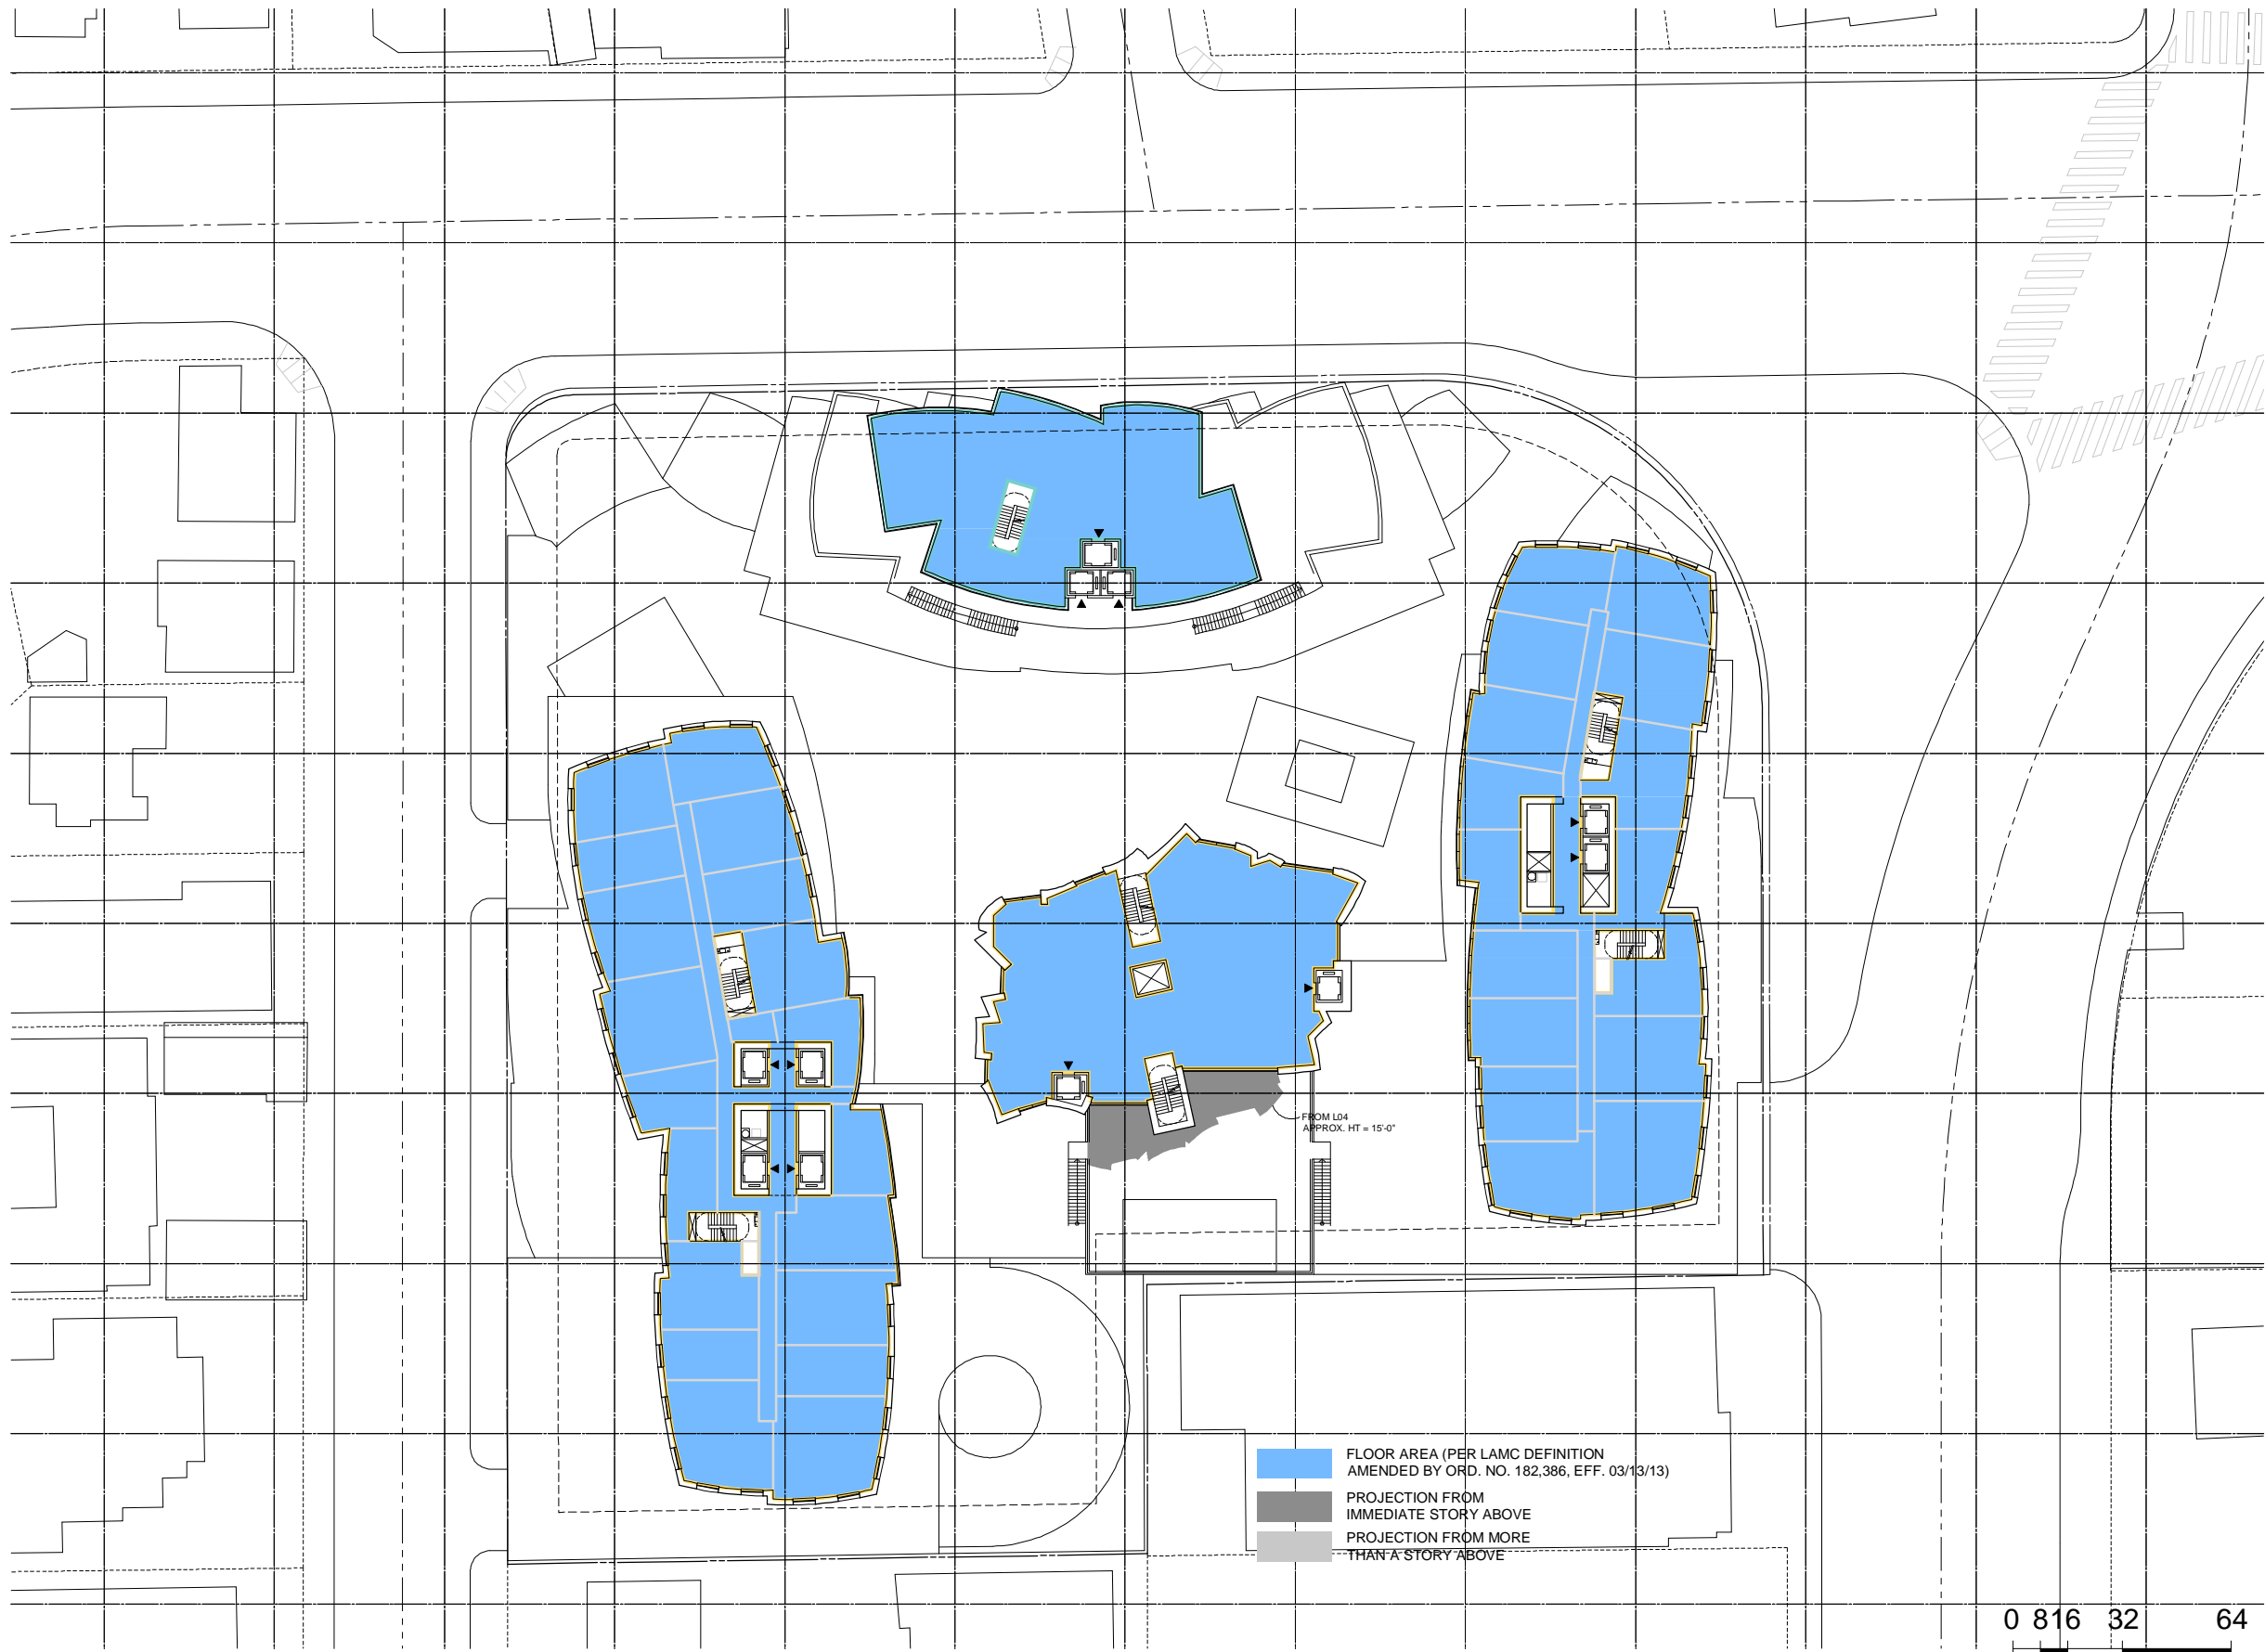 FROM L04
APPROX. HT = 15'-0"
FLOOR AREA (PER LAMC DEFINITION
AMENDED BY ORD. NO. 182,386, EFF. 03/13/13)
PROJECTION FROM
IMMEDIATE STORY ABOVE
PROJECTION FROM MORE
THAN A STORY ABOVE
0 8 16 32 64